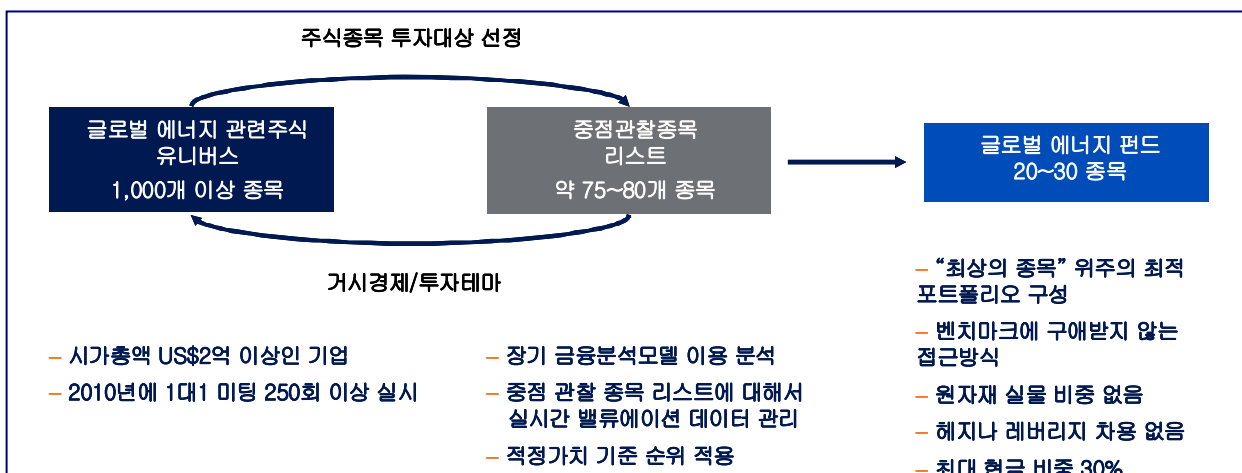 주식종목 투자대상 선정
글로벌 에너지 관련주식
유니버스
1,000개 이상 종목
중점관찰종목
리스트
약 75~80개 종목
글로벌 에너지 펀드
20~30 종목
거시경제/투자테마
– 시가총액 US$2억 이상인 기업
– 2010년에 1대1 미팅 250회 이상 실시
– 장기 금융분석모델 이용 분석
– 중점 관찰 종목 리스트에 대해서
실시간 밸류에이션 데이터 관리
– 적정가치 기준 순위 적용
– “최상의 종목” 위주의 최적
포트폴리오 구성
– 벤치마크에 구애받지 않는
접근방식
– 원자재 실물 비중 없음
– 헤지나 레버리지 차용 없음
– 최대 현금 비중 30%